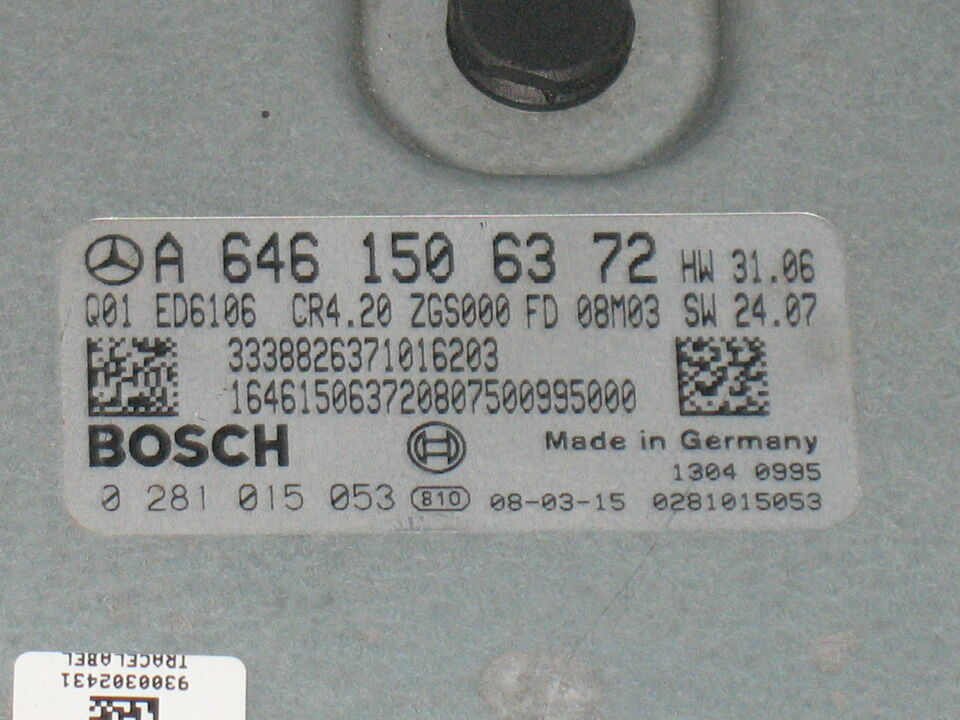 A 646 150 63 72 HW 31.06
Q01 ED6106 CR4.20 ZGS000 FD 08M03 SW 24.07
3338826371016203
164615063720807500995000
BOSCH Made in Germany
1304 0995
0 281 015 053 810 08-03-15 0281015053
9300302431
TRACELABEL